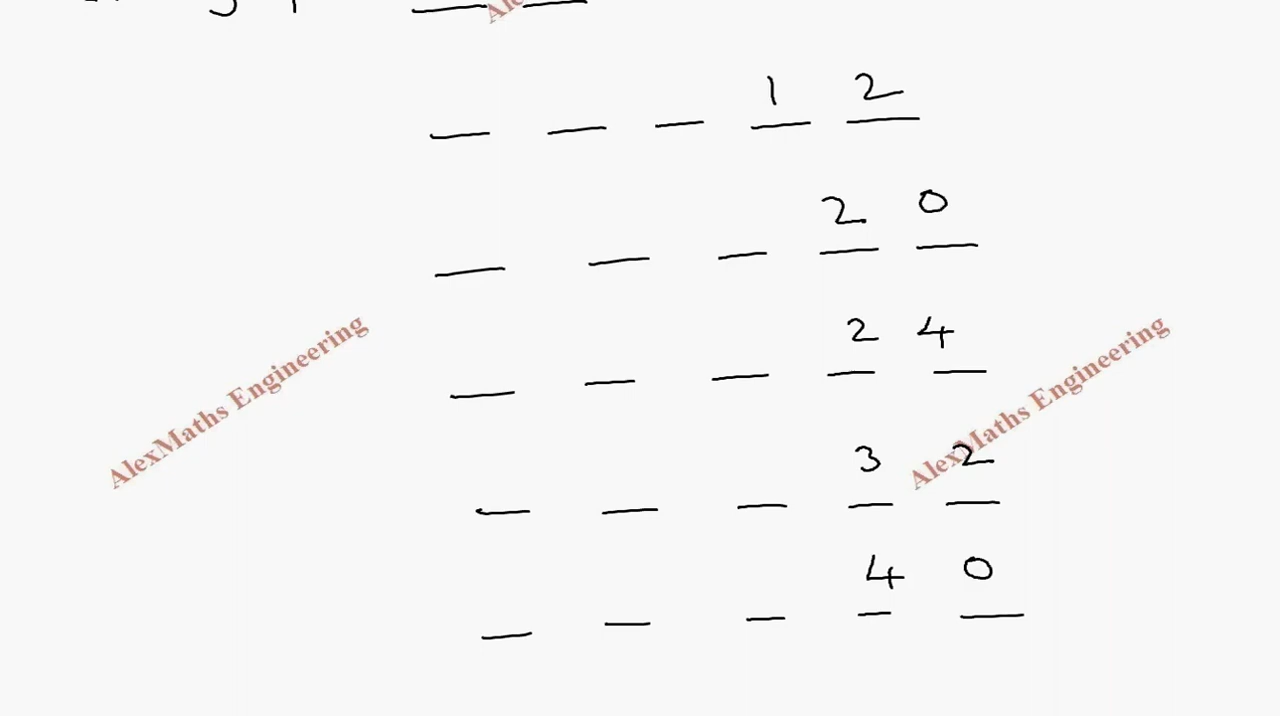 _ _ _ 1 2
_ _ _ 2 0
_ _ _ 2 4
_ _ _ 3 2
_ _ _ 4 0
AlexMaths Engineering
AlexMaths Engineering